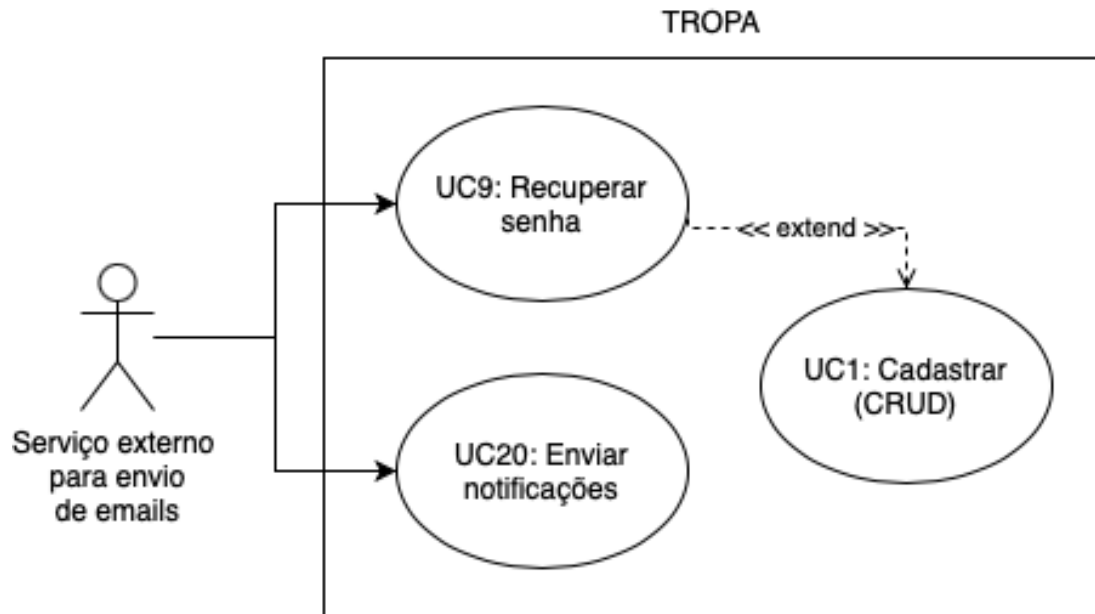 TROPA
UC9: Recuperar
senha
<< extend >>
UC1: Cadastrar
(CRUD)
Serviço externo
para envio
de emails
UC20: Enviar
notificações